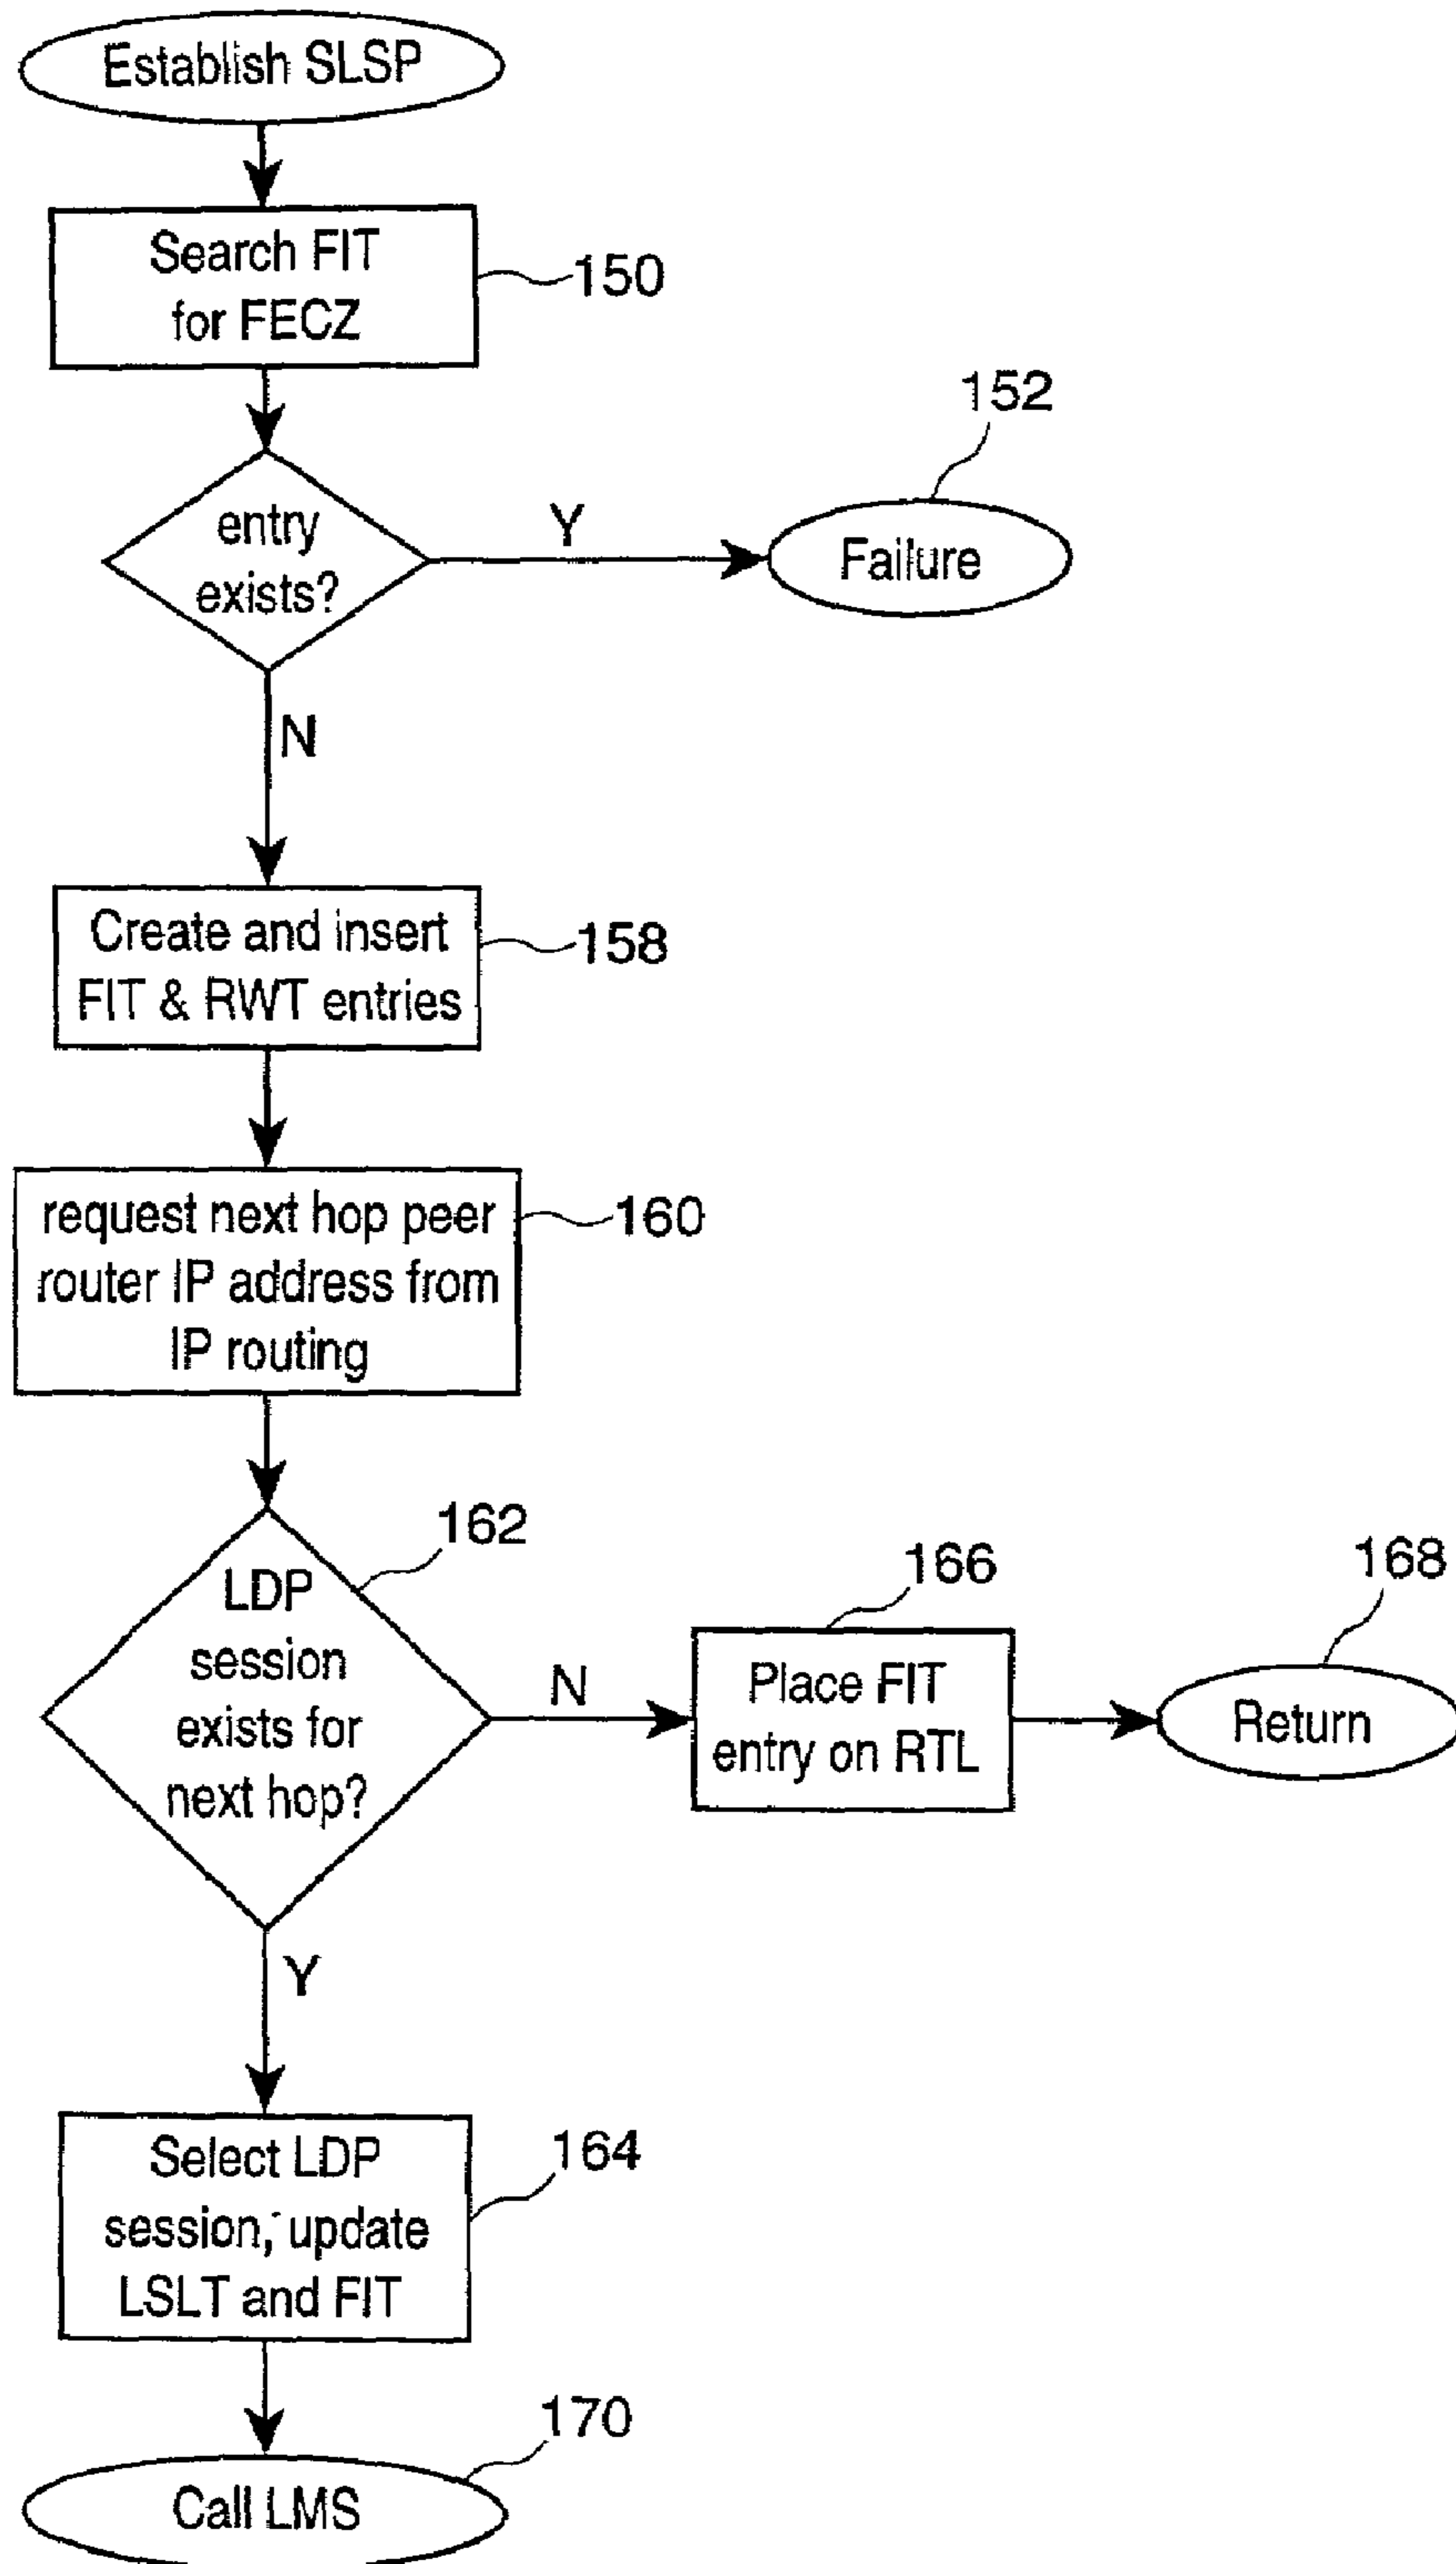 Establish SLSP
Search FIT
for FECZ
150
152
entry
exists?
Y
Failure
N
Create and insert
FIT & RWT entries
158
request next hop peer
router IP address from
IP routing
160
162
LDP
session
exists for
next hop?
N
166
Place FIT
entry on RTL
168
Return
Y
Select LDP
session, update
LSLT and FIT
164
170
Call LMS